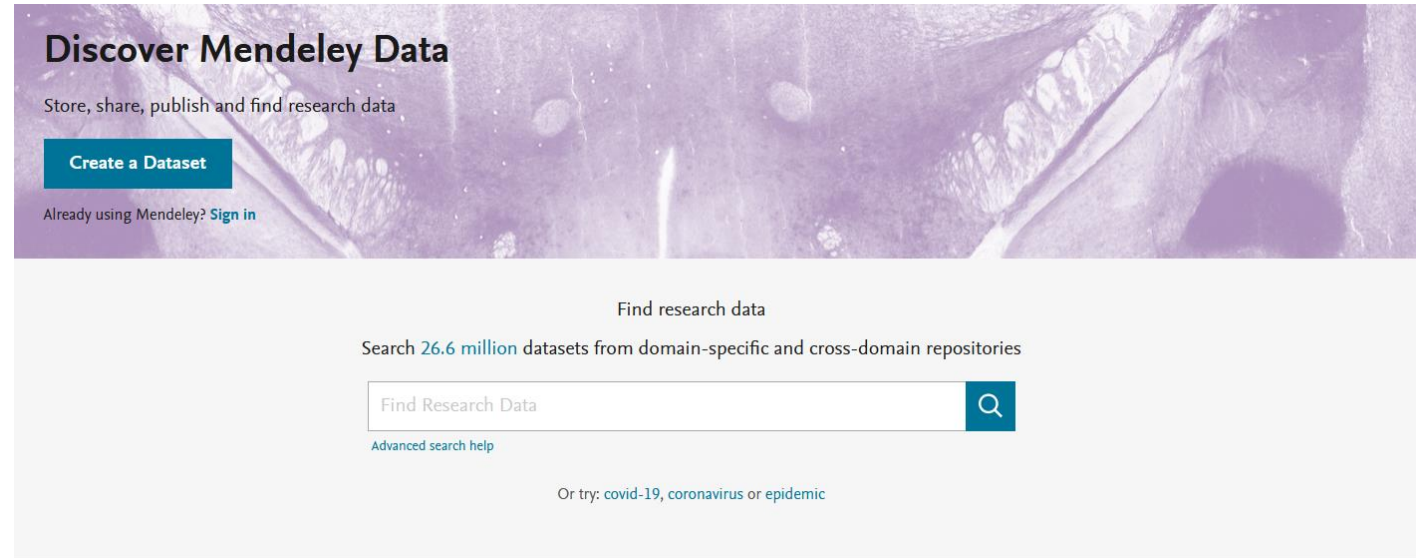 Discover Mendeley Data
Store, share, publish and find research data
Create a Dataset
Already using Mendeley? Sign in
Find research data
Search 26.6 million datasets from domain-specific and cross-domain repositories
Find Research Data
Advanced search help
Or try: covid-19, coronavirus or epidemic